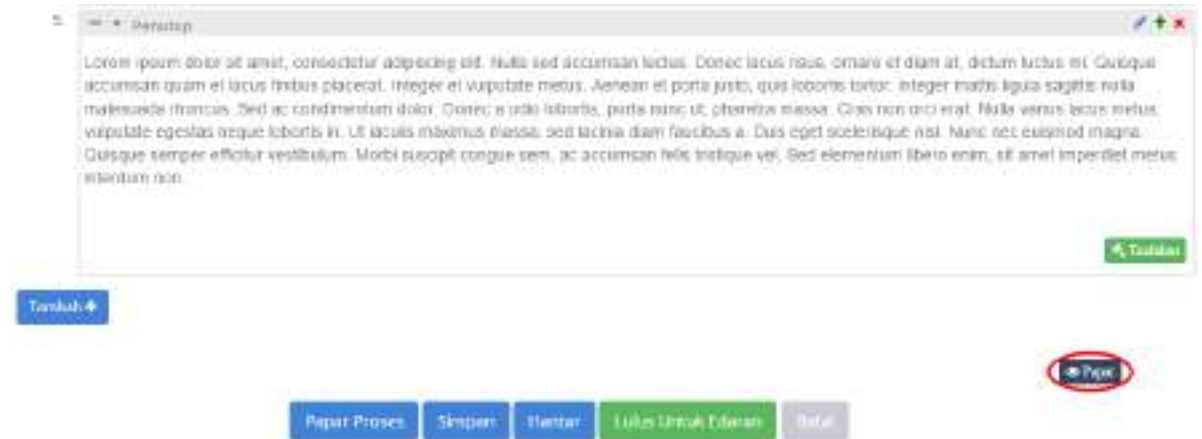 5. Penutup
Lorem ipsum dolor sit amet, consectetur adipiscing elit. Nulla sed accumsan lectus. Donec lacus risus, ornare et diam at, dictum luctus mi. Quisque
accumsan quam et lacus finibus placerat. Integer et vulputate metus. Aenean et porta justo, quis lobortis tortor. Integer mattis ligula sagittis nulla
malesuada rhoncus. Sed ac condimentum dolor. Donec a odio lobortis, porta nunc ut, pharetra massa. Cras non orci erat. Nulla varius lacus metus,
vulputate egestas neque lobortis in. Ut iaculis maximus massa, sed lacinia diam faucibus a. Duis eget scelerisque nisl. Nunc nec euismod magna.
Quisque semper efficitur vestibulum. Morbi suscipit congue sem, ac accumsan felis tristique vel. Sed elementum libero enim, sit amet imperdiet metus
interdum non.
Tindakan
Tambah
Papar
Papar Proses Simpan Hantar Lulus Untuk Edaran Batal